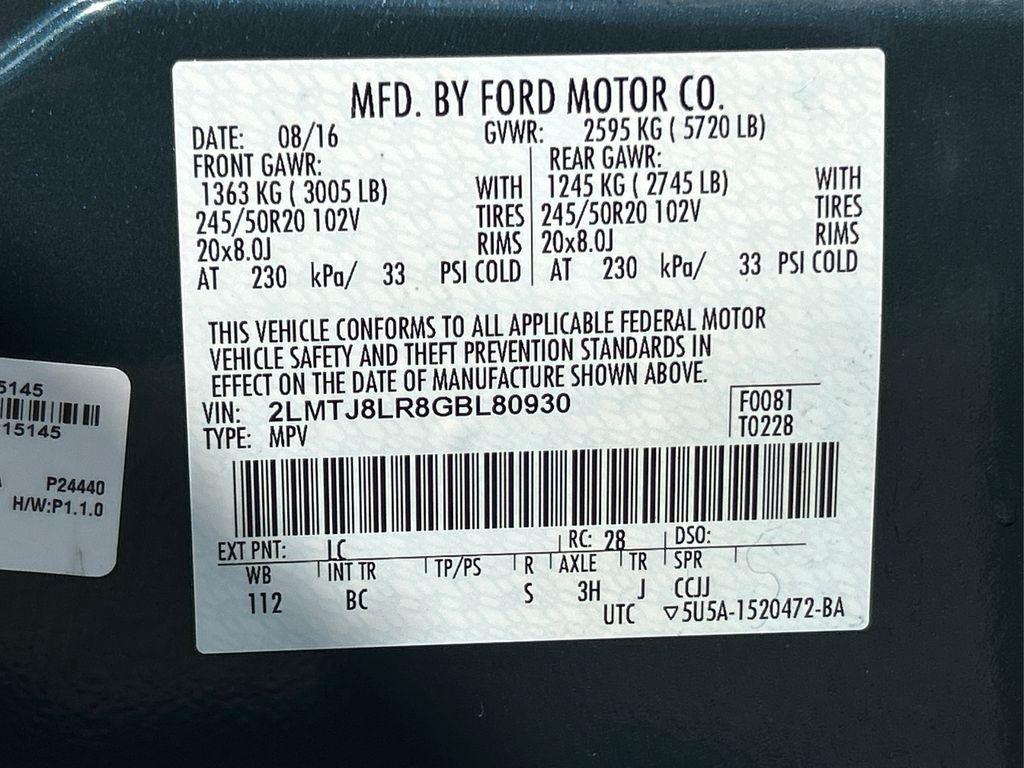 MFD. BY FORD MOTOR CO.
DATE: 08/16 GVWR: 2595 KG ( 5720 LB)
FRONT GAWR: REAR GAWR:
1363 KG ( 3005 LB) WITH 1245 KG ( 2745 LB) WITH
245/50R20 102V TIRES 245/50R20 102V TIRES
20x8.0J RIMS 20x8.0J RIMS
AT 230 kPa/ 33 PSI COLD AT 230 kPa/ 33 PSI COLD
THIS VEHICLE CONFORMS TO ALL APPLICABLE FEDERAL MOTOR
VEHICLE SAFETY AND THEFT PREVENTION STANDARDS IN
EFFECT ON THE DATE OF MANUFACTURE SHOWN ABOVE.
VIN: 2LMTJ8LR8GBL80930 F0081
TYPE: MPV T0228
EXT PNT: LC RC: 28 DSO:
WB INT TR TP/PS R AXLE TR SPR
112 BC S 3H J CCJJ
UTC ▽5U5A-1520472-BA
5145
15145
P24440
H/W:P1.1.0